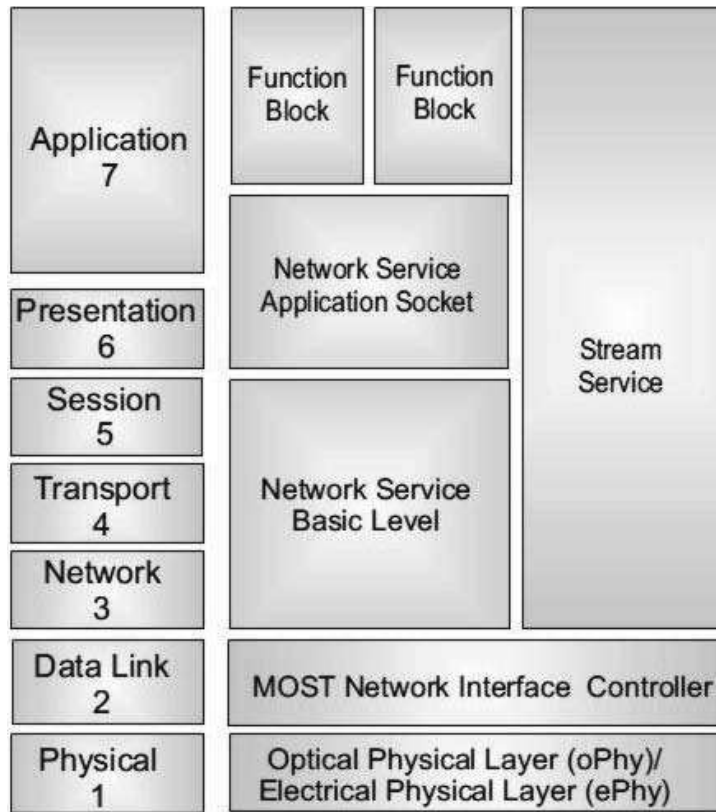 Application
7
Presentation
6
Session
5
Transport
4
Network
3
Data Link
2
Physical
1
Function
Block
Function
Block
Network Service
Application Socket
Network Service
Basic Level
Stream
Service
MOST Network Interface Controller
Optical Physical Layer (oPhy)/
Electrical Physical Layer (ePhy)